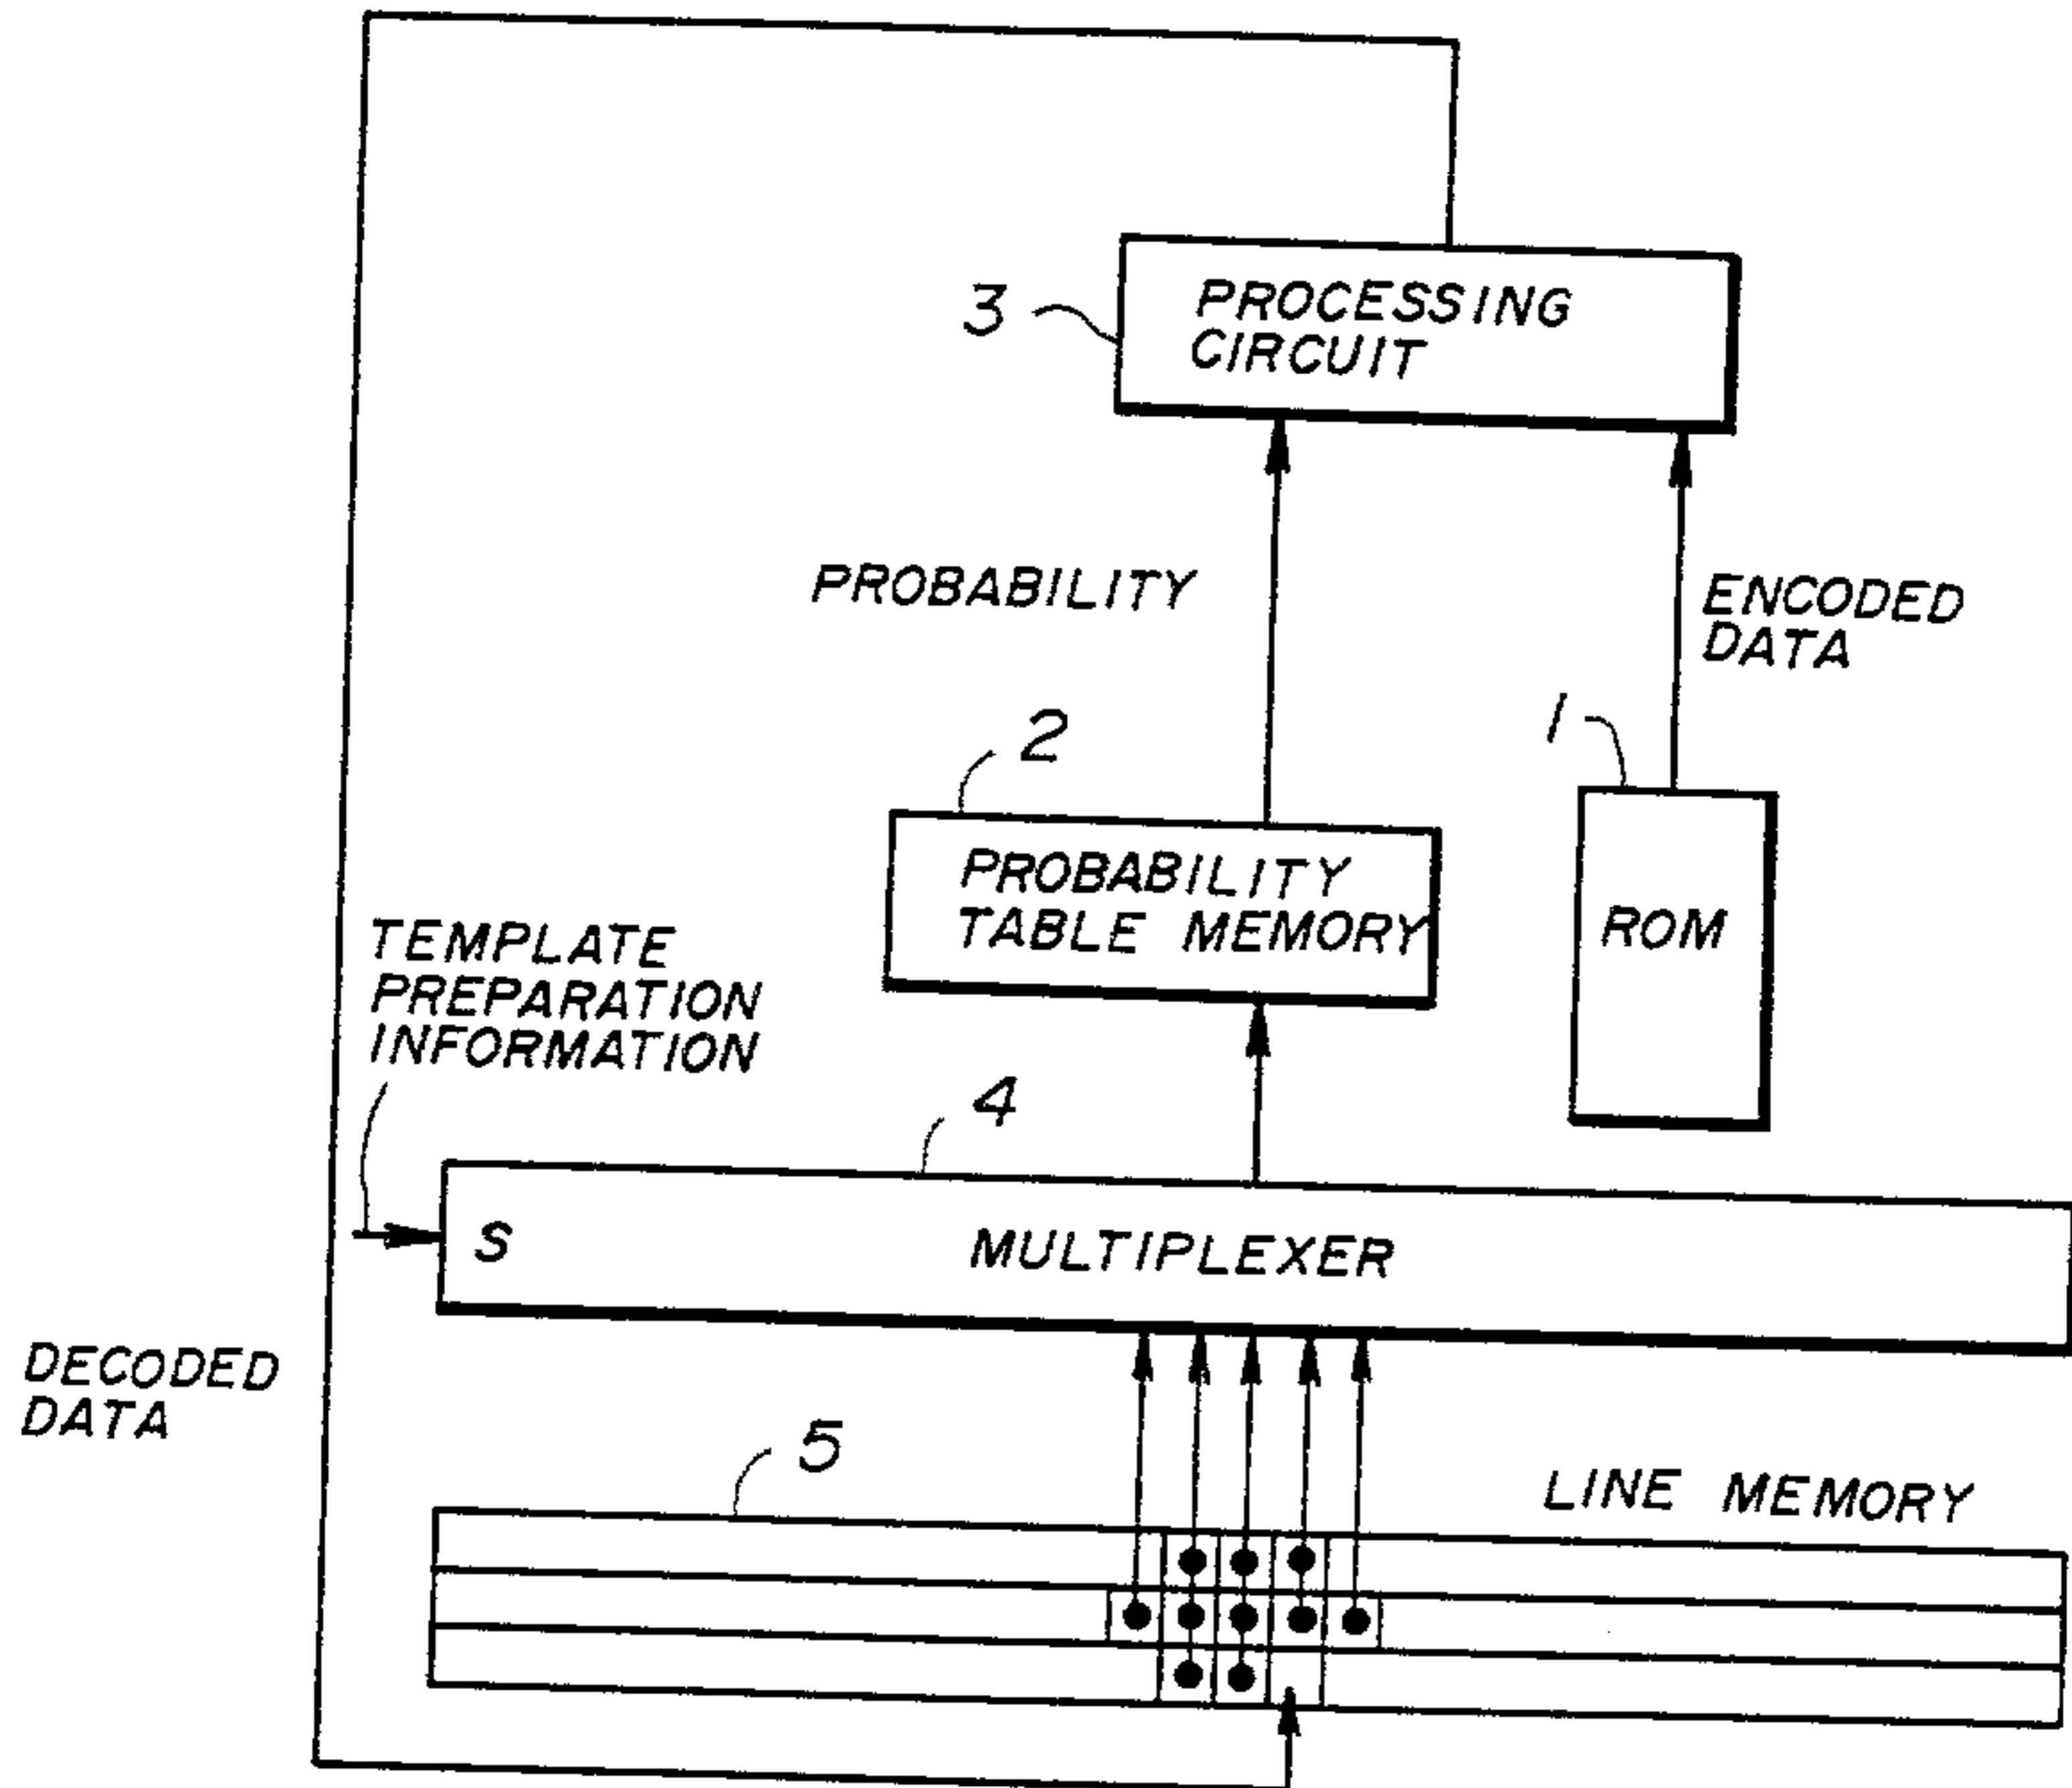 3
PROCESSING
CIRCUIT
PROBABILITY
ENCODED
DATA
2
1
PROBABILITY
TABLE MEMORY
ROM
TEMPLATE
PREPARATION
INFORMATION
4
S
MULTIPLEXER
DECODED
DATA
5
LINE MEMORY